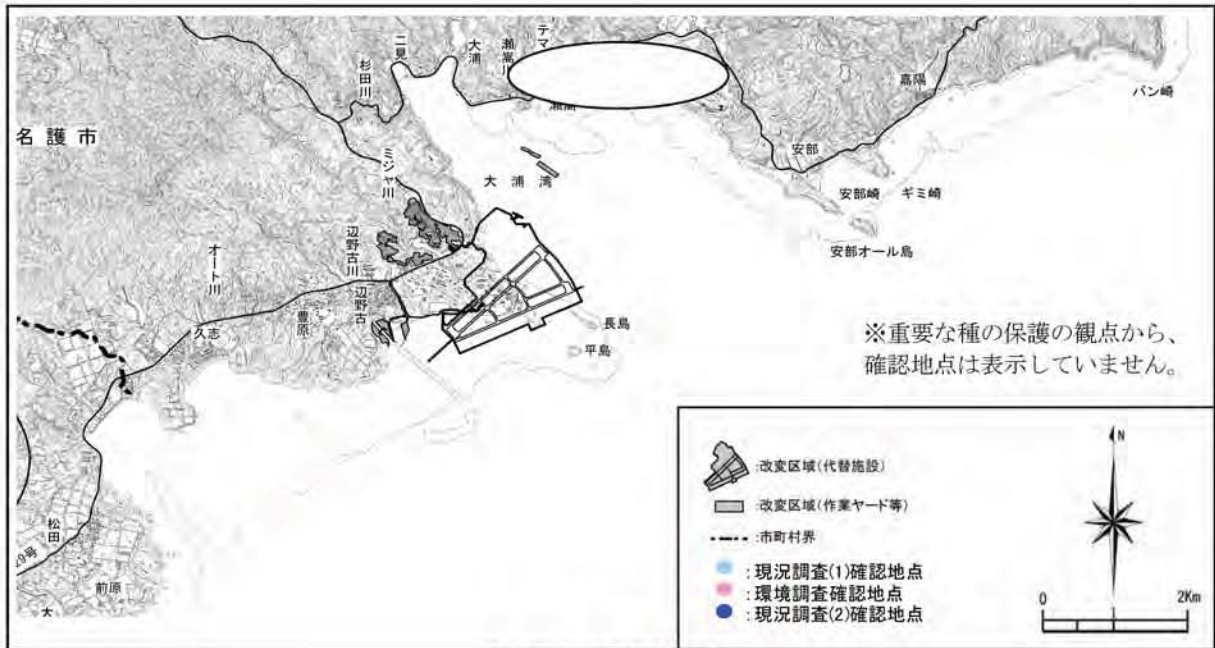 テマ
瀬嵩川
大浦
二見
杉田川
嘉陽
バン崎
名護市
安部
ミジャ川
大浦湾
安部崎
ギミ崎
安部オール島
オート川
辺野古川
辺野古
豊原
久志
長島
平島
※重要な種の保護の観点から、
確認地点は表示していません。
:改変区域(代替施設)
:改変区域(作業ヤード等)
:市町村界
:現況調査(1)確認地点
:環境調査確認地点
:現況調査(2)確認地点
N
0 2Km
松田
前原